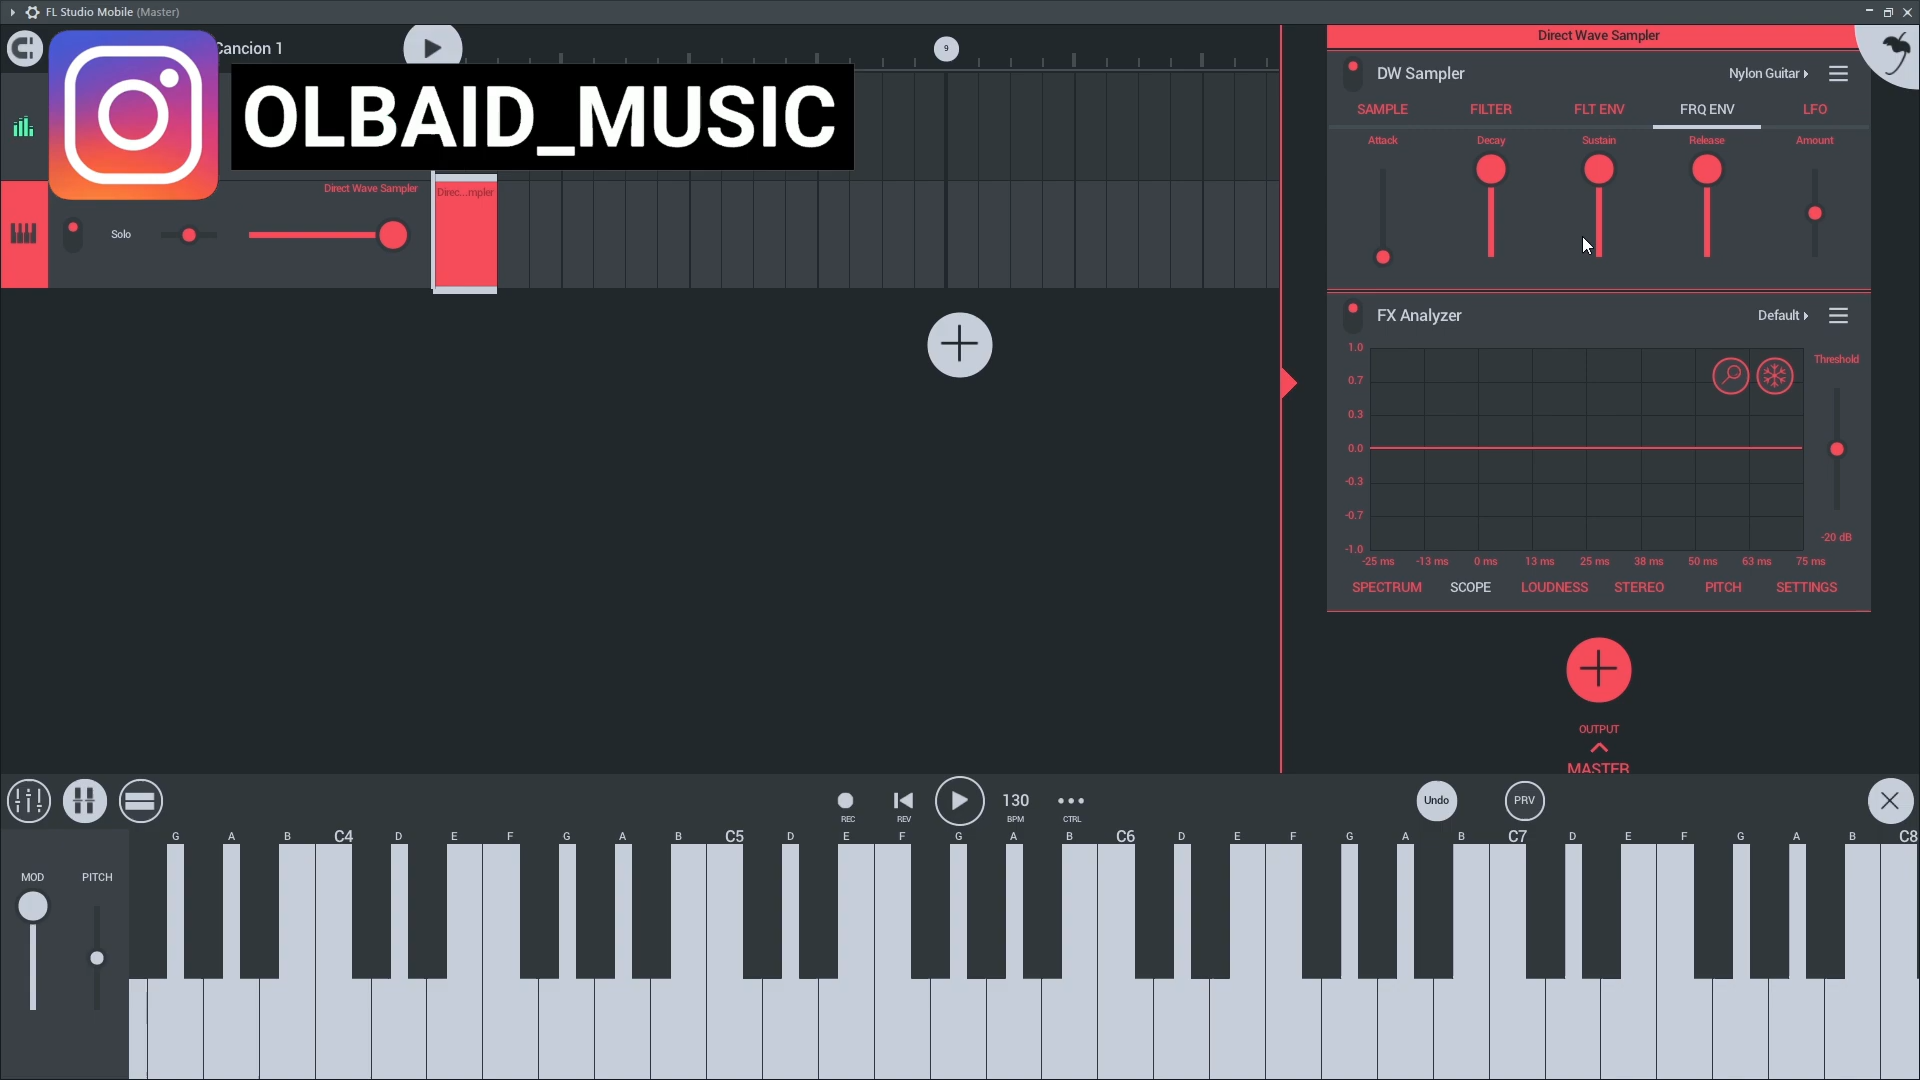 FL Studio Mobile (Master)
Cancion 1
9
OLBAID_MUSIC
Direct Wave Sampler
Direc...mpler
Solo
Direct Wave Sampler
DW Sampler
Nylon Guitar
SAMPLE FILTER FLT ENV FRQ ENV LFO
Attack Decay Sustain Release Amount
FX Analyzer
Default
Threshold
1.0
0.7
0.3
0.0
-0.3
-0.7
-1.0
-20 dB
-25 ms -13 ms 0 ms 13 ms 25 ms 38 ms 50 ms 63 ms 75 ms
SPECTRUM SCOPE LOUDNESS STEREO PITCH SETTINGS
OUTPUT
MASTER
130
Undo
PRV
REC REV BPM CTRL
G A B C4 D E F G A B C5 D E F G A B C6 D E F G A B C7 D E F G A B C8
MOD PITCH